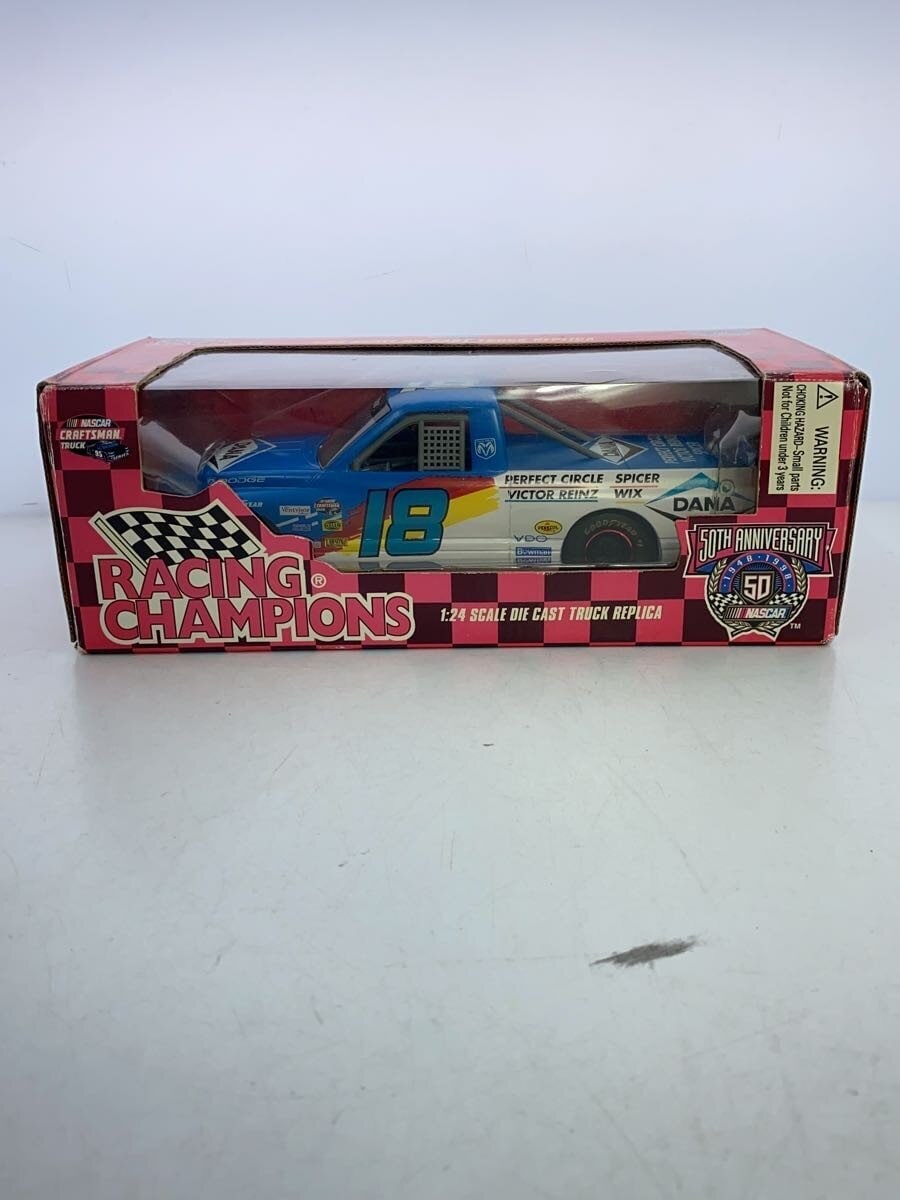 NASCAR
CRAFTSMAN
TRUCK
WARNING:
CHOKING HAZARD–Small parts
Not for Children under 3 years
DODGE
18
PERFECT CIRCLE SPICER
VICTOR REINZ WIX
DANA
VDO
GOODYEAR
RACING®
CHAMPIONS
1:24 SCALE DIE CAST TRUCK REPLICA
50TH ANNIVERSARY
1948 · 1998
50
NASCAR
TM